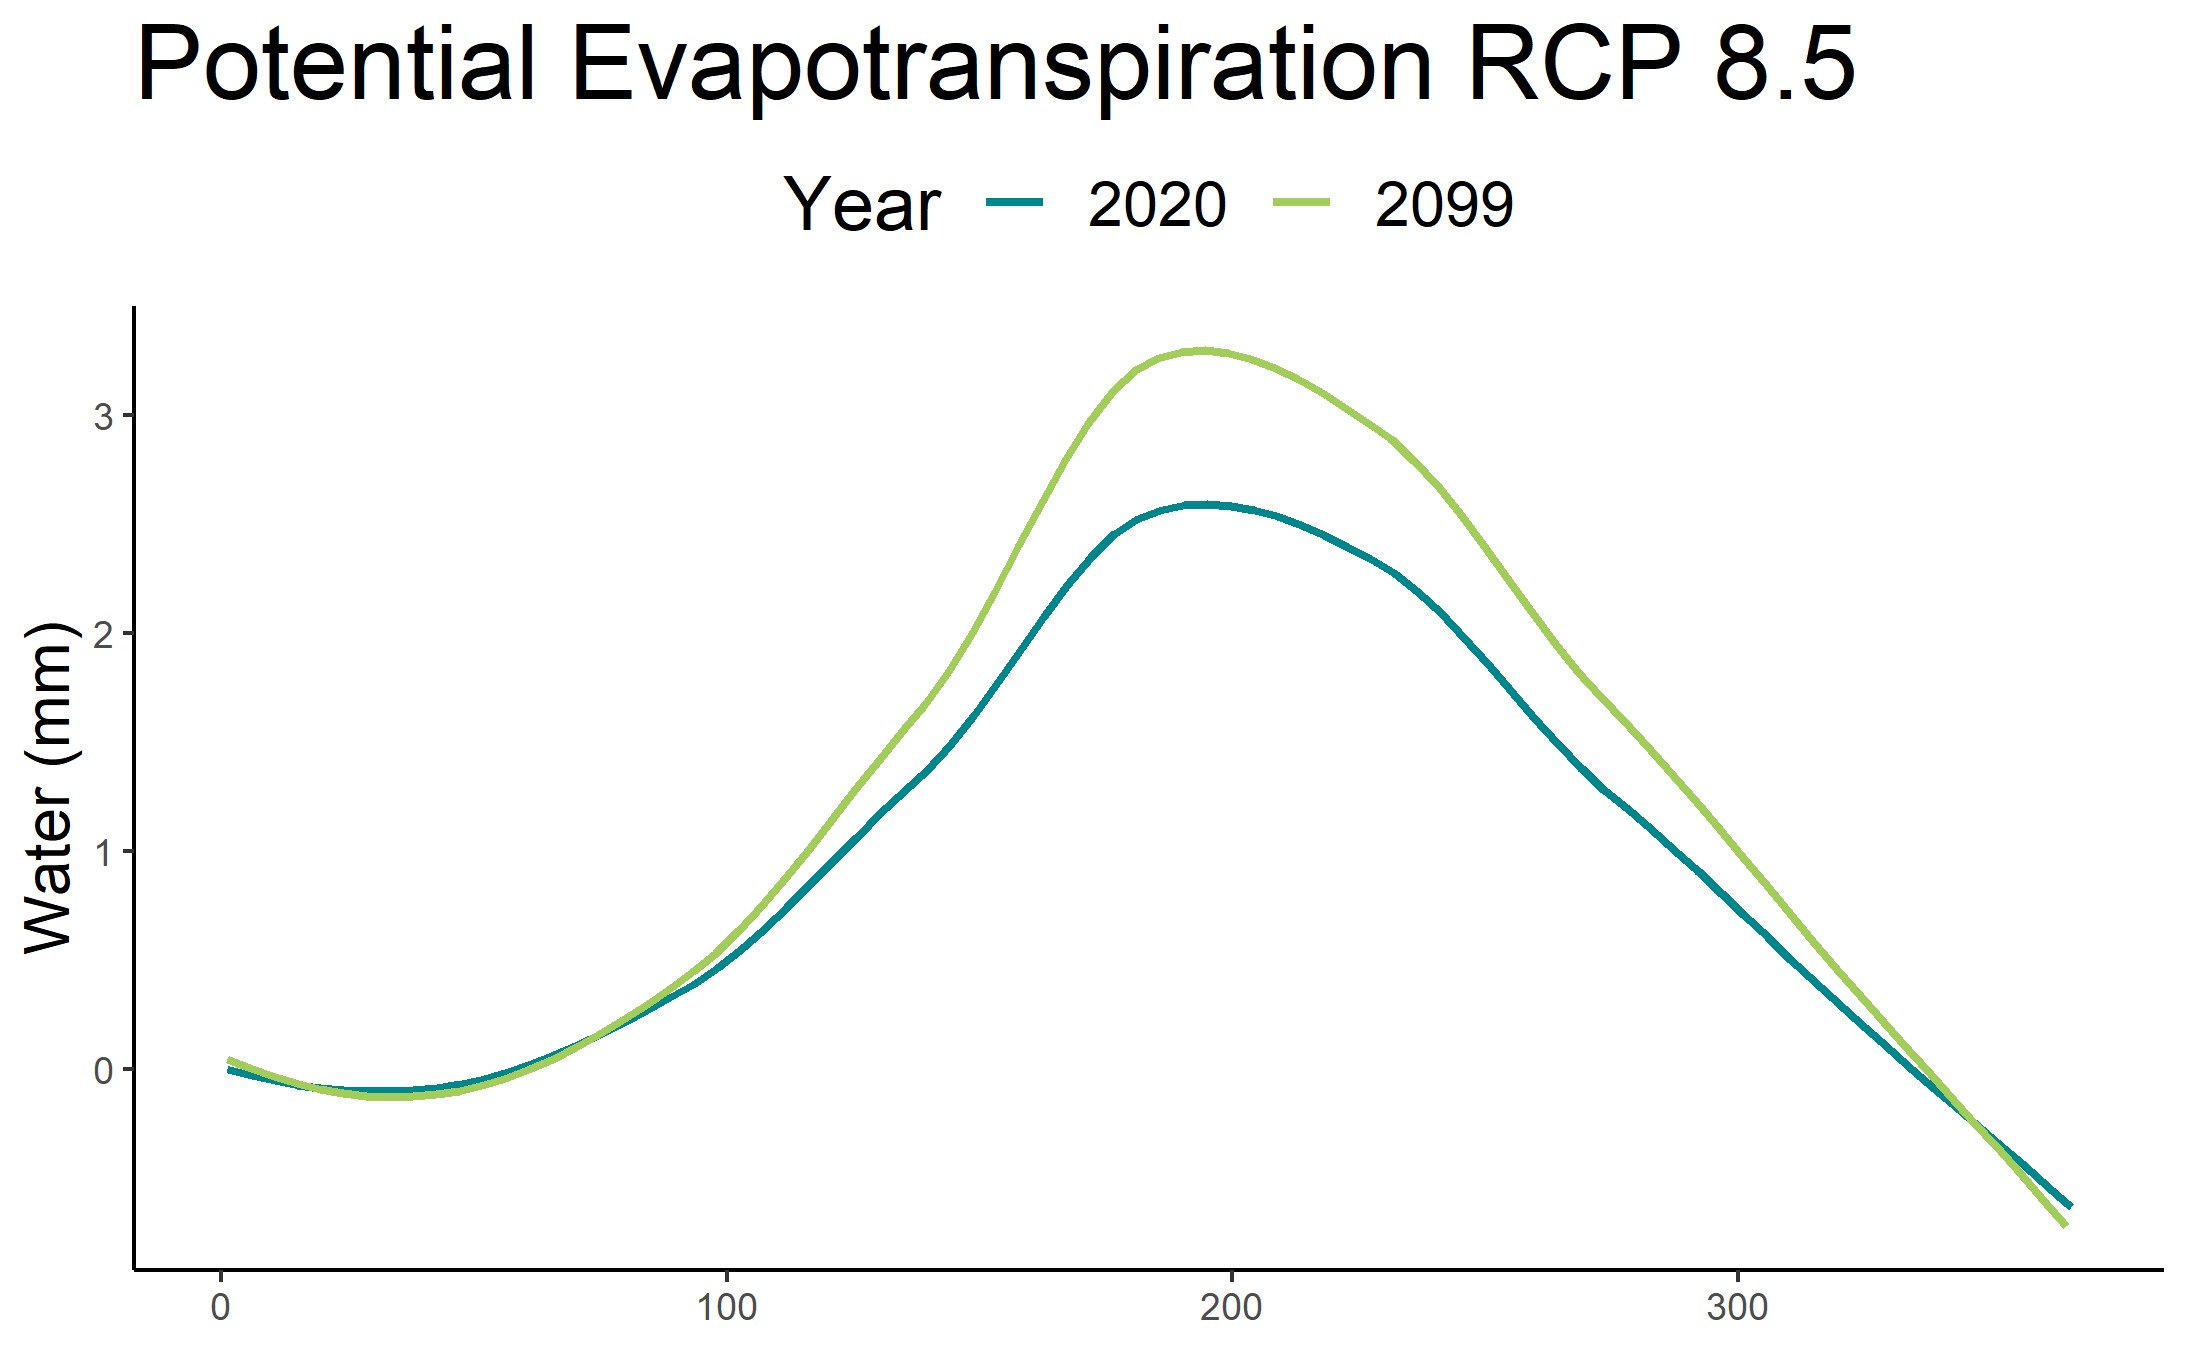 Potential Evapotranspiration RCP 8.5
Year 2020 2099
Water (mm)
3
2
1
0
0 100 200 300